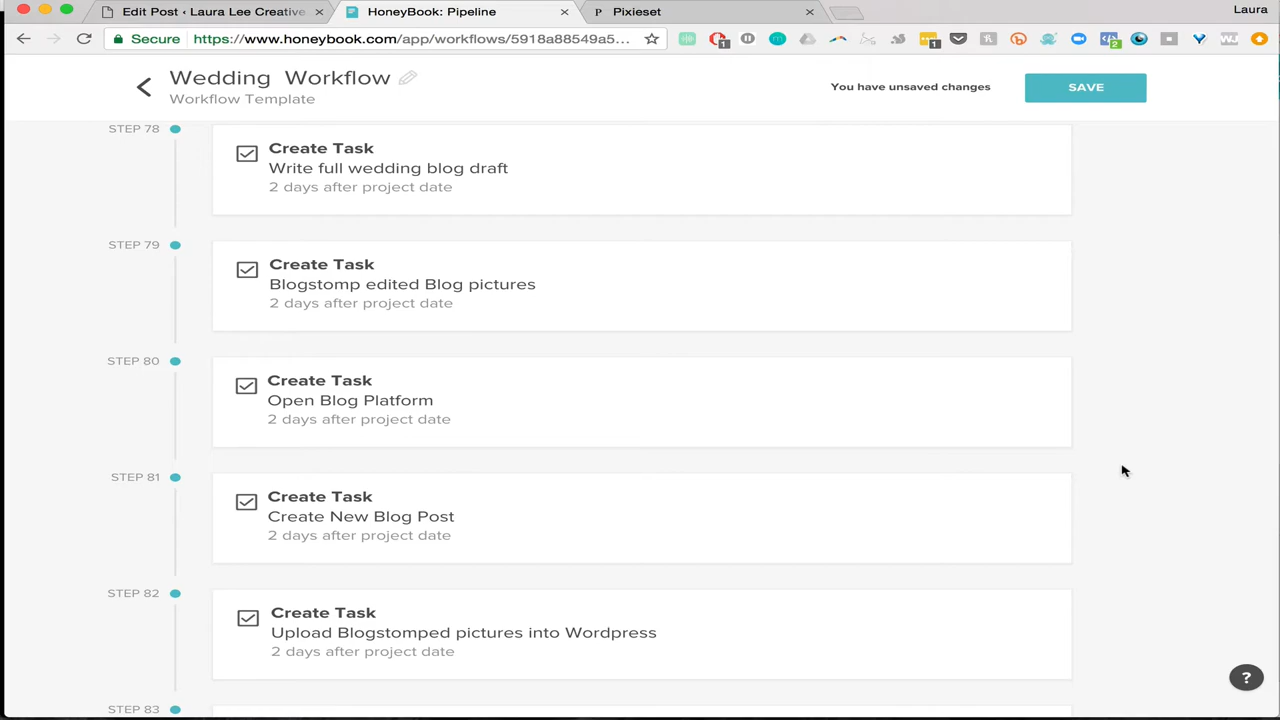 Edit Post ‹ Laura Lee Creative
HoneyBook: Pipeline
Pixieset
Laura
Secure
https://www.honeybook.com/app/workflows/5918a88549a5...
1
1
2
Wedding Workflow
Workflow Template
You have unsaved changes
SAVE
STEP 78
Create Task
Write full wedding blog draft
2 days after project date
STEP 79
Create Task
Blogstomp edited Blog pictures
2 days after project date
STEP 80
Create Task
Open Blog Platform
2 days after project date
STEP 81
Create Task
Create New Blog Post
2 days after project date
STEP 82
Create Task
Upload Blogstomped pictures into Wordpress
2 days after project date
STEP 83
?